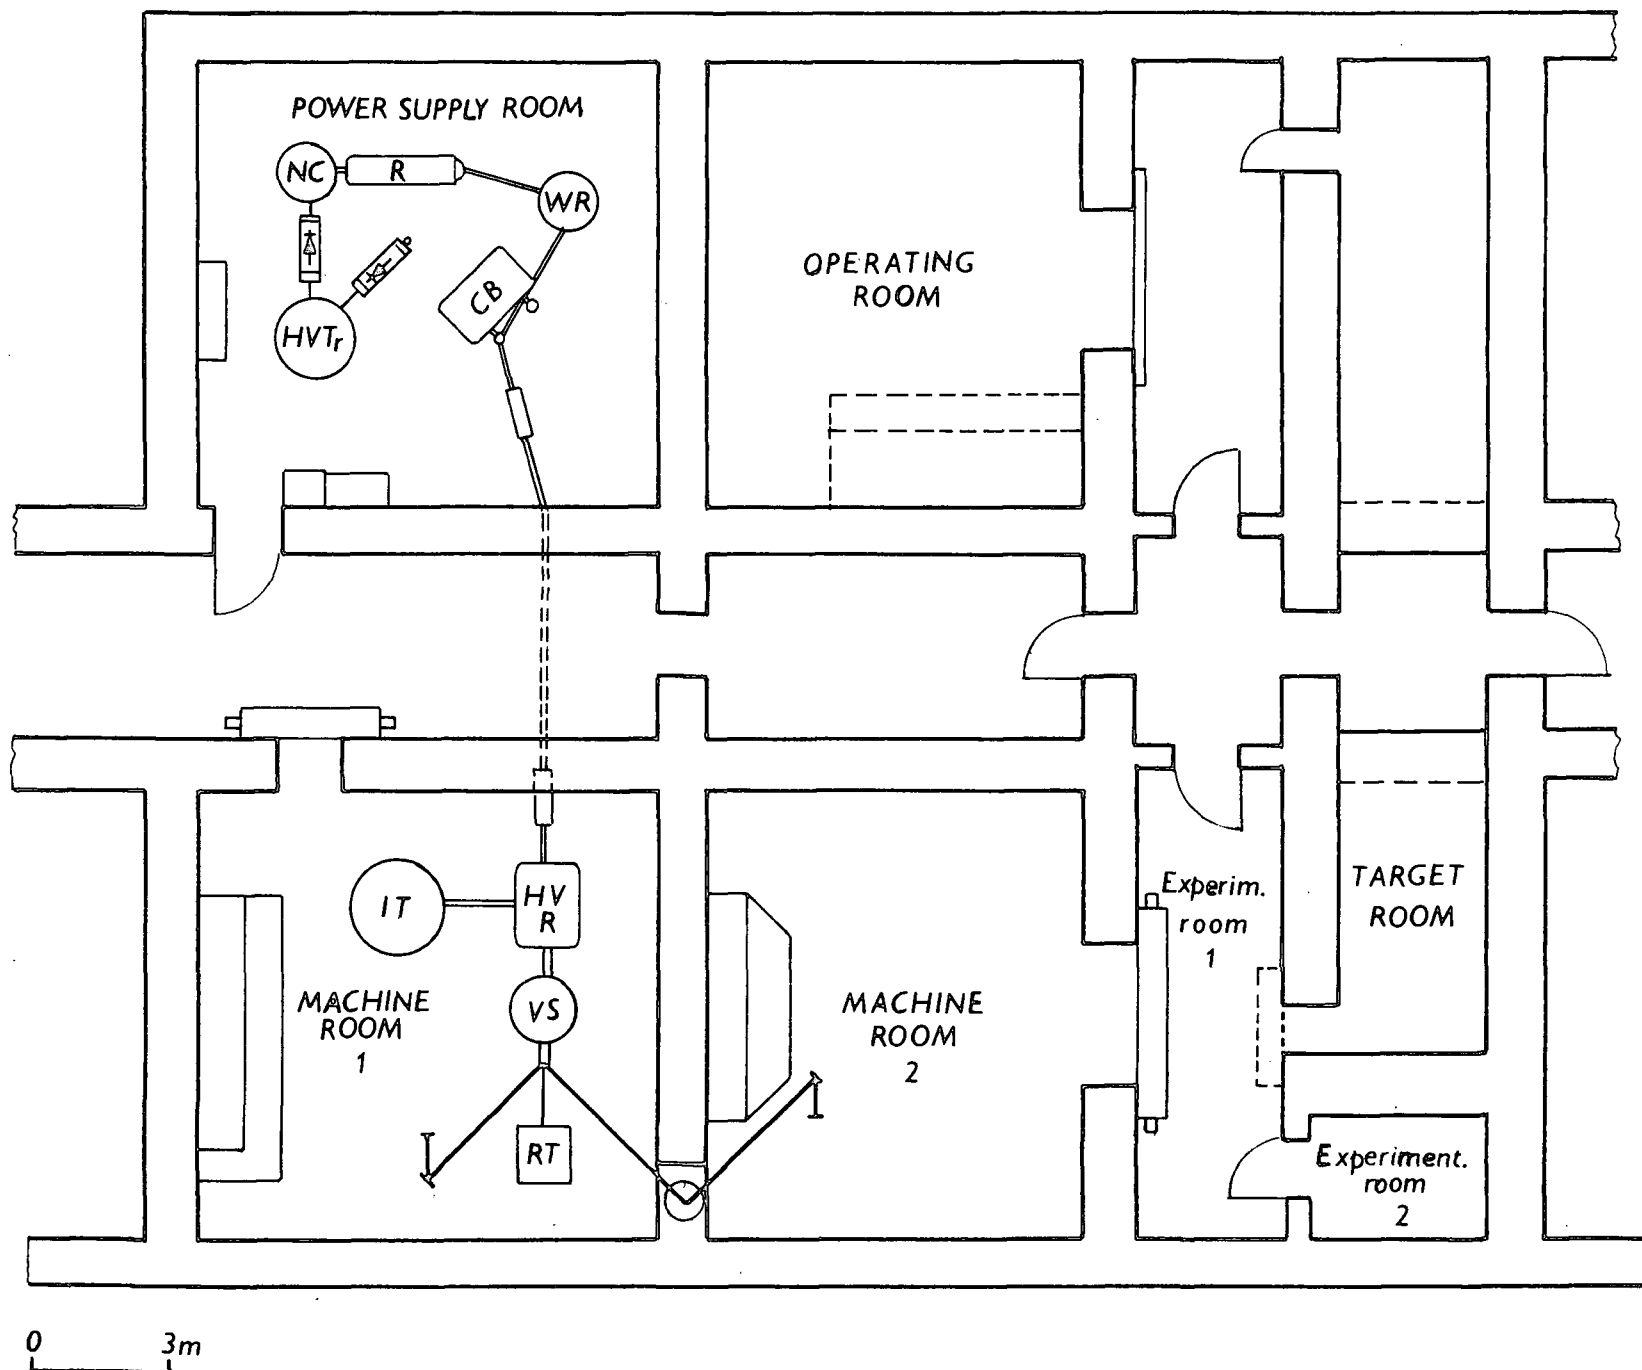 POWER SUPPLY ROOM
NC
R
WR
CB
HVTr
OPERATING
ROOM
IT
HV
R
VS
RT
MACHINE
ROOM
1
MACHINE
ROOM
2
Experim.
room
1
TARGET
ROOM
Experiment.
room
2
0 3m